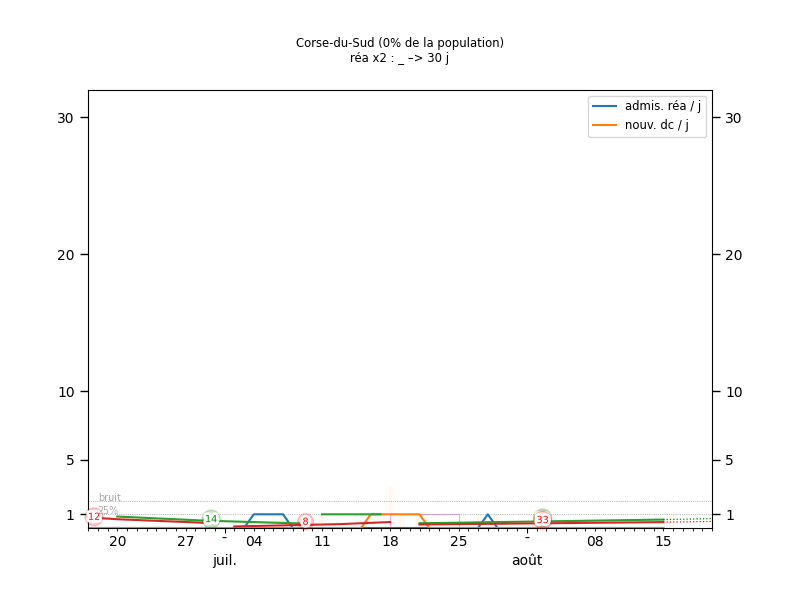 Corse-du-Sud (0% de la population)
réa x2 : _ –> 30 j
admis. réa / j
nouv. dc / j
30 30
20 20
10 10
5 5
bruit
25%
1 12 14 8 33 1
20 27 - 04 11 18 25 - 08 15
juil. août